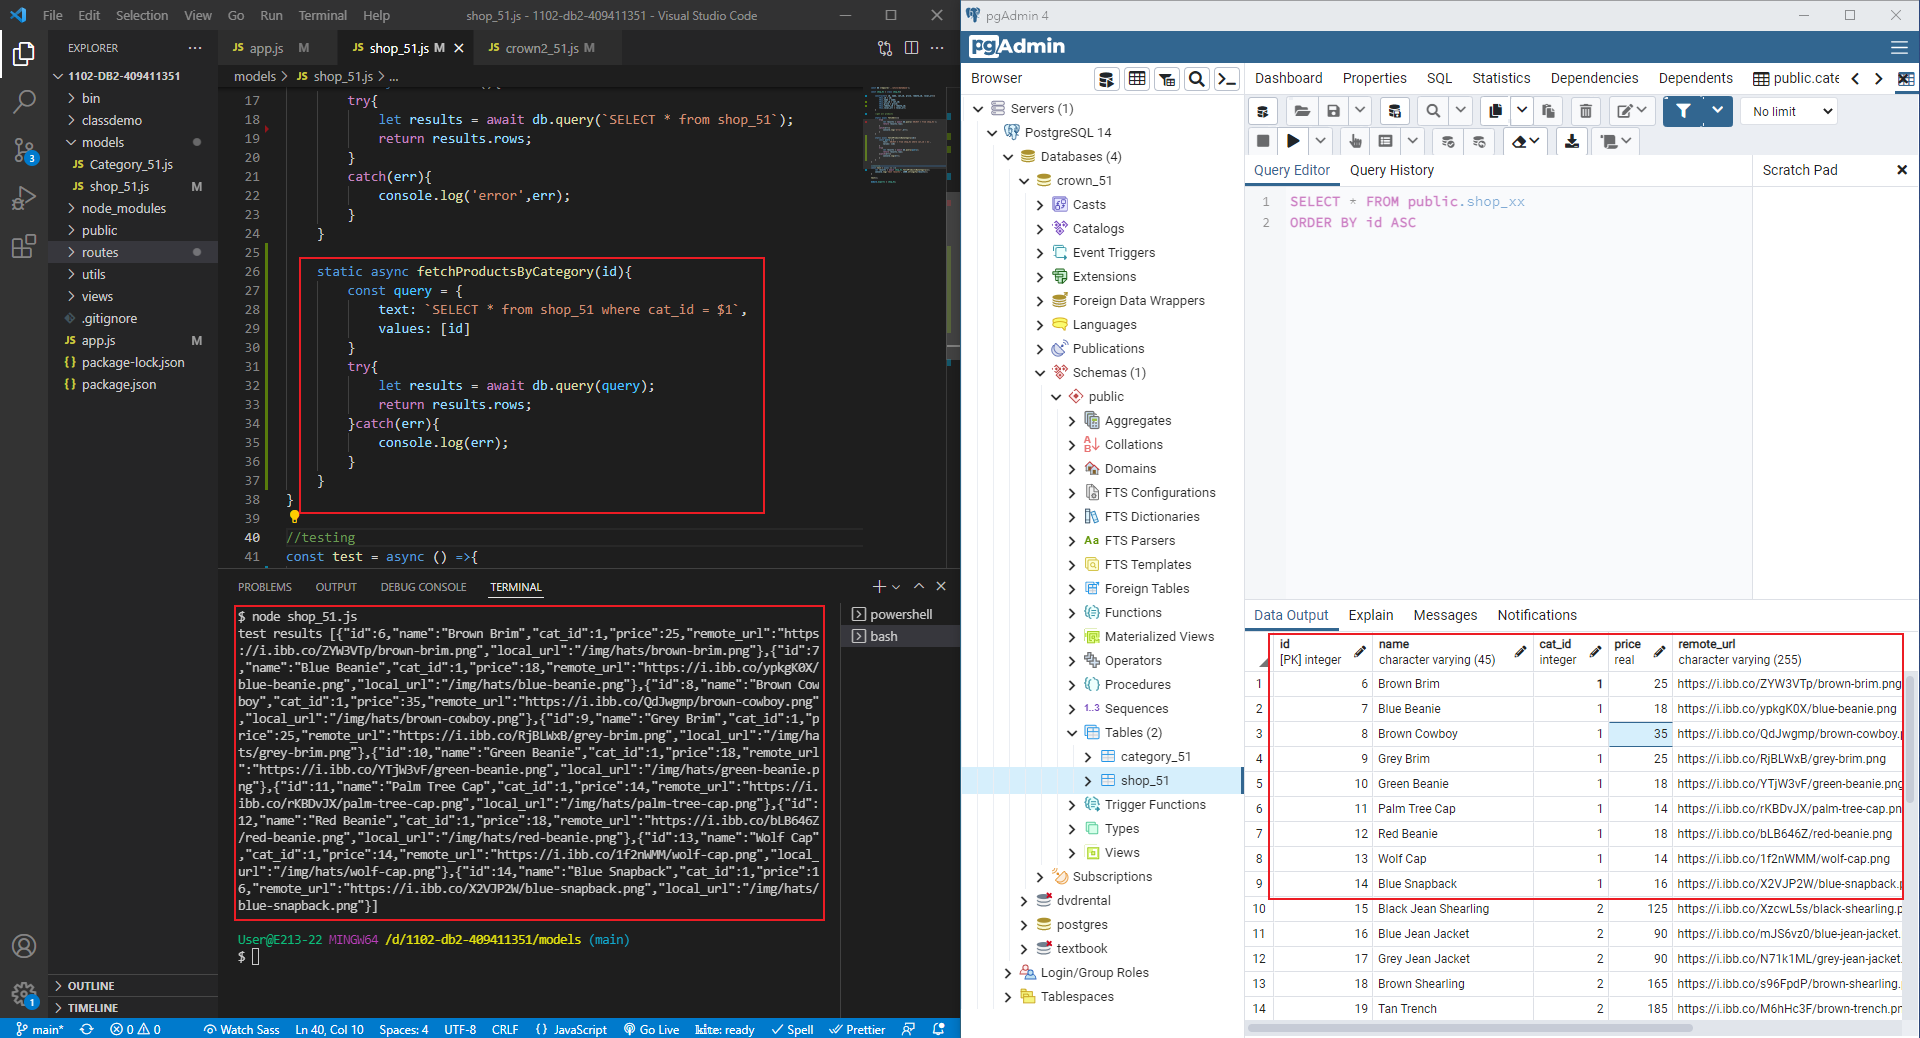 File Edit Selection View Go Run Terminal Help
shop_51.js - 1102-db2-409411351 - Visual Studio Code
EXPLORER
1102-DB2-409411351
bin
classdemo
models
JS Category_51.js
JS shop_51.js M
node_modules
public
routes
utils
views
.gitignore
JS app.js M
{} package-lock.json
{} package.json
OUTLINE
TIMELINE
3
1
JS app.js M
JS shop_51.js M
JS crown2_51.js M
models > JS shop_51.js > ...
17 try{
18 let results = await db.query(`SELECT * from shop_51`);
19 return results.rows;
20 }
21 catch(err){
22 console.log('error',err);
23 }
24 }
25
26 static async fetchProductsByCategory(id){
27 const query = {
28 text: `SELECT * from shop_51 where cat_id = $1`,
29 values: [id]
30 }
31 try{
32 let results = await db.query(query);
33 return results.rows;
34 }catch(err){
35 console.log(err);
36 }
37 }
38 }
39
40 //testing
41 const test = async () =>{
PROBLEMS OUTPUT DEBUG CONSOLE TERMINAL
powershell
bash
$ node shop_51.js
test results [{"id":6,"name":"Brown Brim","cat_id":1,"price":25,"remote_url":"https
://i.ibb.co/ZYW3VTp/brown-brim.png","local_url":"/img/hats/brown-brim.png"},{"id":7
,"name":"Blue Beanie","cat_id":1,"price":18,"remote_url":"https://i.ibb.co/ypkgK0X/
blue-beanie.png","local_url":"/img/hats/blue-beanie.png"},{"id":8,"name":"Brown Cow
boy","cat_id":1,"price":35,"remote_url":"https://i.ibb.co/QdJwgmp/brown-cowboy.png"
,"local_url":"/img/hats/brown-cowboy.png"},{"id":9,"name":"Grey Brim","cat_id":1,"p
rice":25,"remote_url":"https://i.ibb.co/RjBLWxB/grey-brim.png","local_url":"/img/ha
ts/grey-brim.png"},{"id":10,"name":"Green Beanie","cat_id":1,"price":18,"remote_url
":"https://i.ibb.co/YTjW3vF/green-beanie.png","local_url":"/img/hats/green-beanie.p
ng"},{"id":11,"name":"Palm Tree Cap","cat_id":1,"price":14,"remote_url":"https://i.
ibb.co/rKBDvJX/palm-tree-cap.png","local_url":"/img/hats/palm-tree-cap.png"},{"id":
12,"name":"Red Beanie","cat_id":1,"price":18,"remote_url":"https://i.ibb.co/bLB646Z
/red-beanie.png","local_url":"/img/hats/red-beanie.png"},{"id":13,"name":"Wolf Cap"
,"cat_id":1,"price":14,"remote_url":"https://i.ibb.co/1f2nWMM/wolf-cap.png","local_
url":"/img/hats/wolf-cap.png"},{"id":14,"name":"Blue Snapback","cat_id":1,"price":1
6,"remote_url":"https://i.ibb.co/X2VJP2W/blue-snapback.png","local_url":"/img/hats/
blue-snapback.png"}]
User@E213-22 MINGW64 /d/1102-db2-409411351/models (main)
$
main* 0 0 Watch Sass Ln 40, Col 10 Spaces: 4 UTF-8 CRLF {} JavaScript Go Live kite: ready Spell Prettier
pgAdmin 4
pgAdmin
Browser
Servers (1)
PostgreSQL 14
Databases (4)
crown_51
Casts
Catalogs
Event Triggers
Extensions
Foreign Data Wrappers
Languages
Publications
Schemas (1)
public
Aggregates
Collations
Domains
FTS Configurations
FTS Dictionaries
Aa FTS Parsers
FTS Templates
Foreign Tables
Functions
Materialized Views
Operators
Procedures
1..3 Sequences
Tables (2)
category_51
shop_51
Trigger Functions
Types
Views
Subscriptions
dvdrental
postgres
textbook
Login/Group Roles
Tablespaces
Dashboard Properties SQL Statistics Dependencies Dependents public.cate
No limit
Query Editor Query History
Scratch Pad
1 SELECT * FROM public.shop_xx
2 ORDER BY id ASC
Data Output Explain Messages Notifications
id name cat_id price remote_url
[PK] integer character varying (45) integer real character varying (255)
1 6 Brown Brim 1 25 https://i.ibb.co/ZYW3VTp/brown-brim.png
2 7 Blue Beanie 1 18 https://i.ibb.co/ypkgK0X/blue-beanie.png
3 8 Brown Cowboy 1 35 https://i.ibb.co/QdJwgmp/brown-cowboy.p
4 9 Grey Brim 1 25 https://i.ibb.co/RjBLWxB/grey-brim.png
5 10 Green Beanie 1 18 https://i.ibb.co/YTjW3vF/green-beanie.png
6 11 Palm Tree Cap 1 14 https://i.ibb.co/rKBDvJX/palm-tree-cap.pn
7 12 Red Beanie 1 18 https://i.ibb.co/bLB646Z/red-beanie.png
8 13 Wolf Cap 1 14 https://i.ibb.co/1f2nWMM/wolf-cap.png
9 14 Blue Snapback 1 16 https://i.ibb.co/X2VJP2W/blue-snapback.p
10 15 Black Jean Shearling 2 125 https://i.ibb.co/XzcwL5s/black-shearling.p
11 16 Blue Jean Jacket 2 90 https://i.ibb.co/mJS6vz0/blue-jean-jacket.
12 17 Grey Jean Jacket 2 90 https://i.ibb.co/N71k1ML/grey-jean-jacket.
13 18 Brown Shearling 2 165 https://i.ibb.co/s96FpdP/brown-shearling.
14 19 Tan Trench 2 185 https://i.ibb.co/M6hHc3F/brown-trench.pn